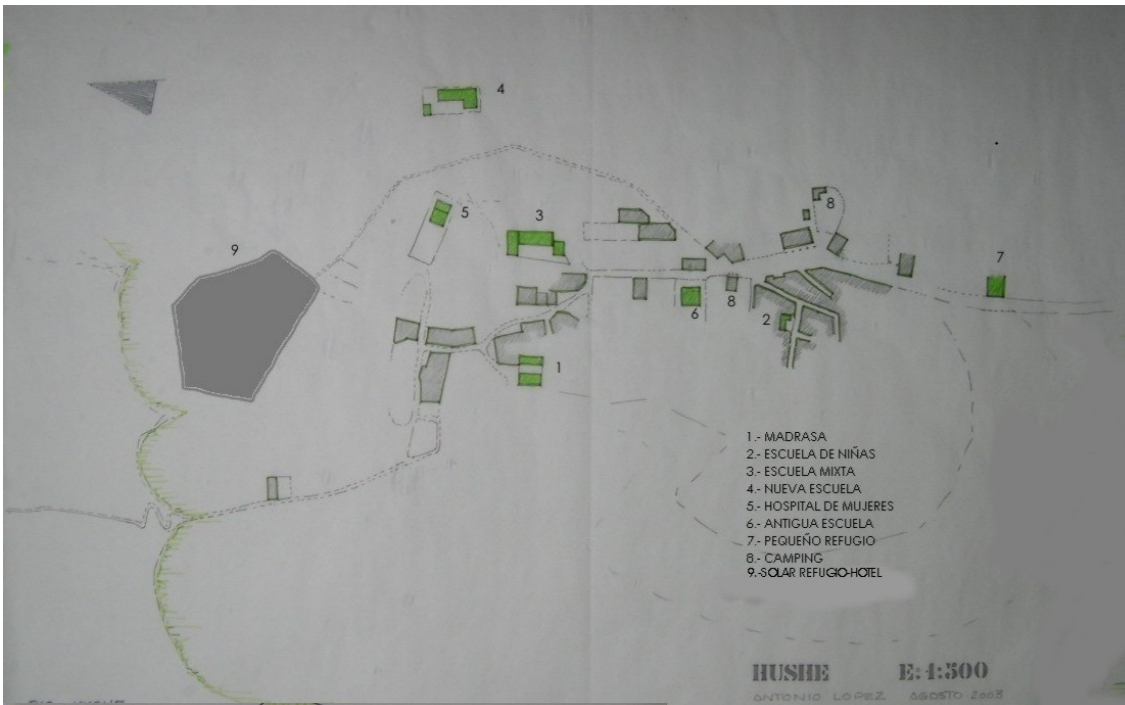 4
5
3
8
9
7
6
8
2
1
1.- MADRASA
2.- ESCUELA DE NIÑAS
3.- ESCUELA MIXTA
4.- NUEVA ESCUELA
5.- HOSPITAL DE MUJERES
6.- ANTIGUA ESCUELA
7.- PEQUEÑO REFUGIO
8.- CAMPING
9.-SOLAR REFUGIO-HOTEL
HUSHE E:1:500
ANTONIO LOPEZ AGOSTO 2003